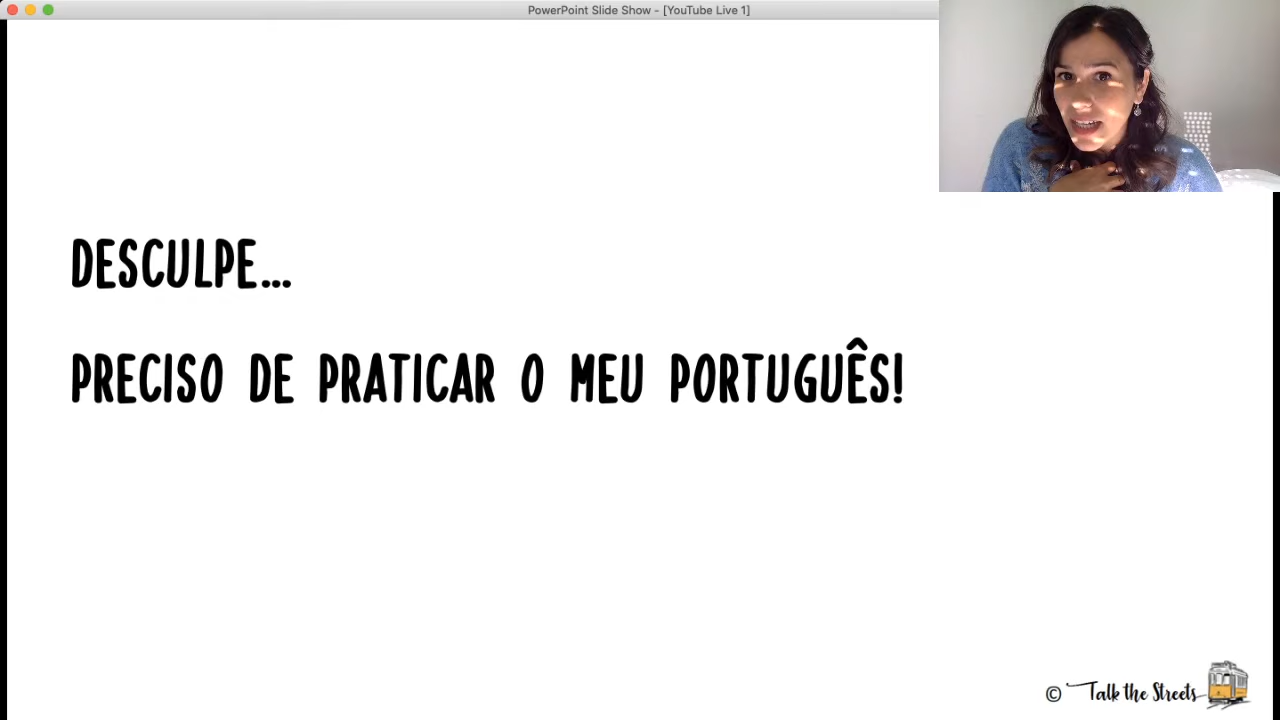 PowerPoint Slide Show - [YouTube Live 1]
DESCULPE...
PRECISO DE PRATICAR O MEU PORTUGUÊS!
© Talk the Streets